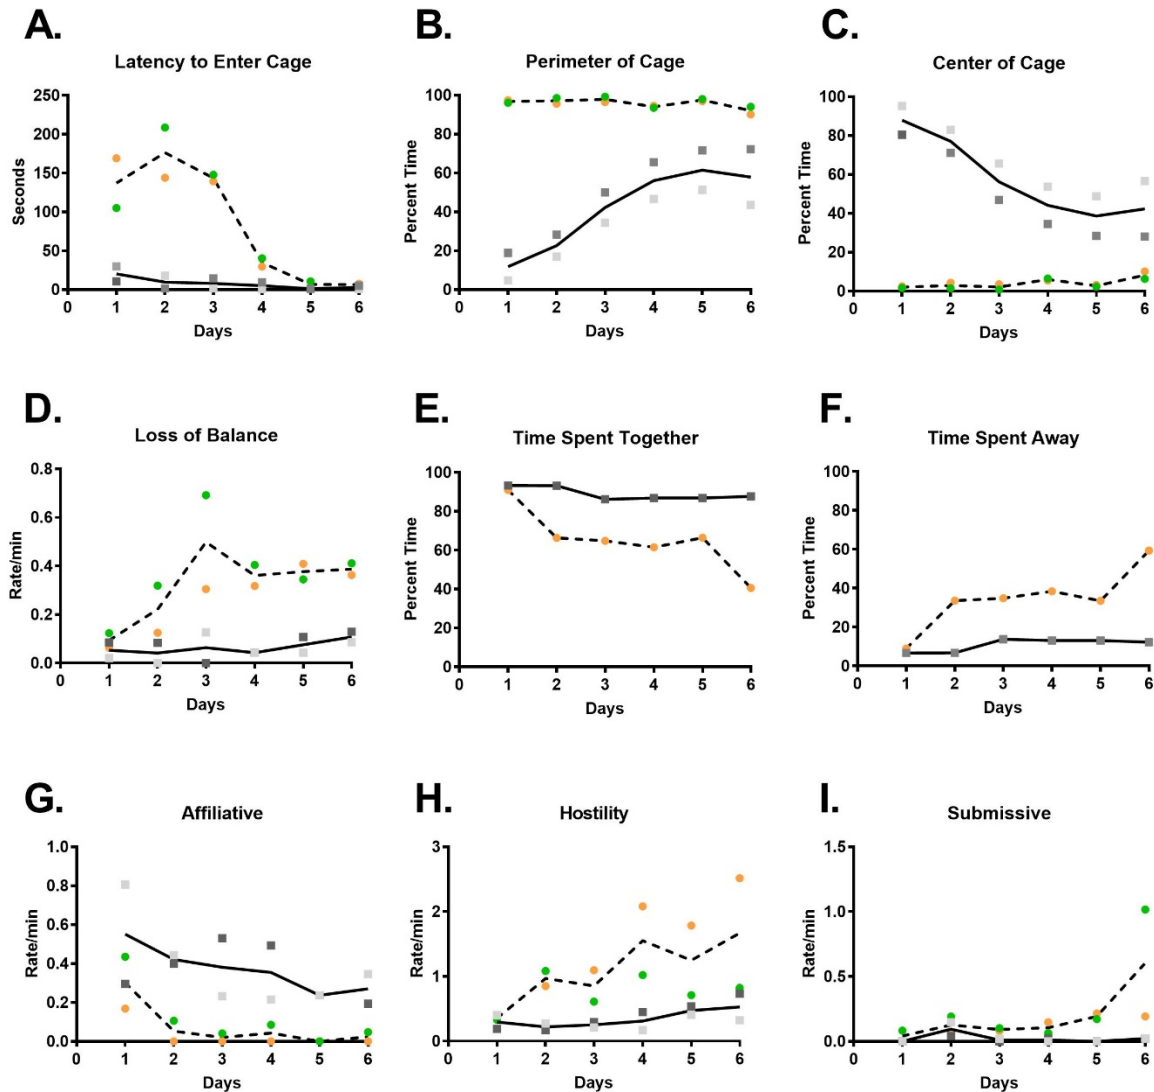 A.
Latency to Enter Cage
250
200
150
100
50
0
Seconds
0 1 2 3 4 5 6
Days
B.
Perimeter of Cage
100
80
60
40
20
0
Percent Time
0 1 2 3 4 5 6
Days
C.
Center of Cage
100
80
60
40
20
0
Percent Time
0 1 2 3 4 5 6
Days
D.
Loss of Balance
0.8
0.6
0.4
0.2
0.0
Rate/min
0 1 2 3 4 5 6
Days
E.
Time Spent Together
100
80
60
40
20
0
Percent Time
0 1 2 3 4 5 6
Days
F.
Time Spent Away
100
80
60
40
20
0
Percent Time
0 1 2 3 4 5 6
Days
G.
Affiliative
1.0
0.8
0.6
0.4
0.2
0.0
Rate/min
0 1 2 3 4 5 6
Days
H.
Hostility
3
2
1
0
Rate/min
0 1 2 3 4 5 6
Days
I.
Submissive
1.5
1.0
0.5
0.0
Rate/min
0 1 2 3 4 5 6
Days